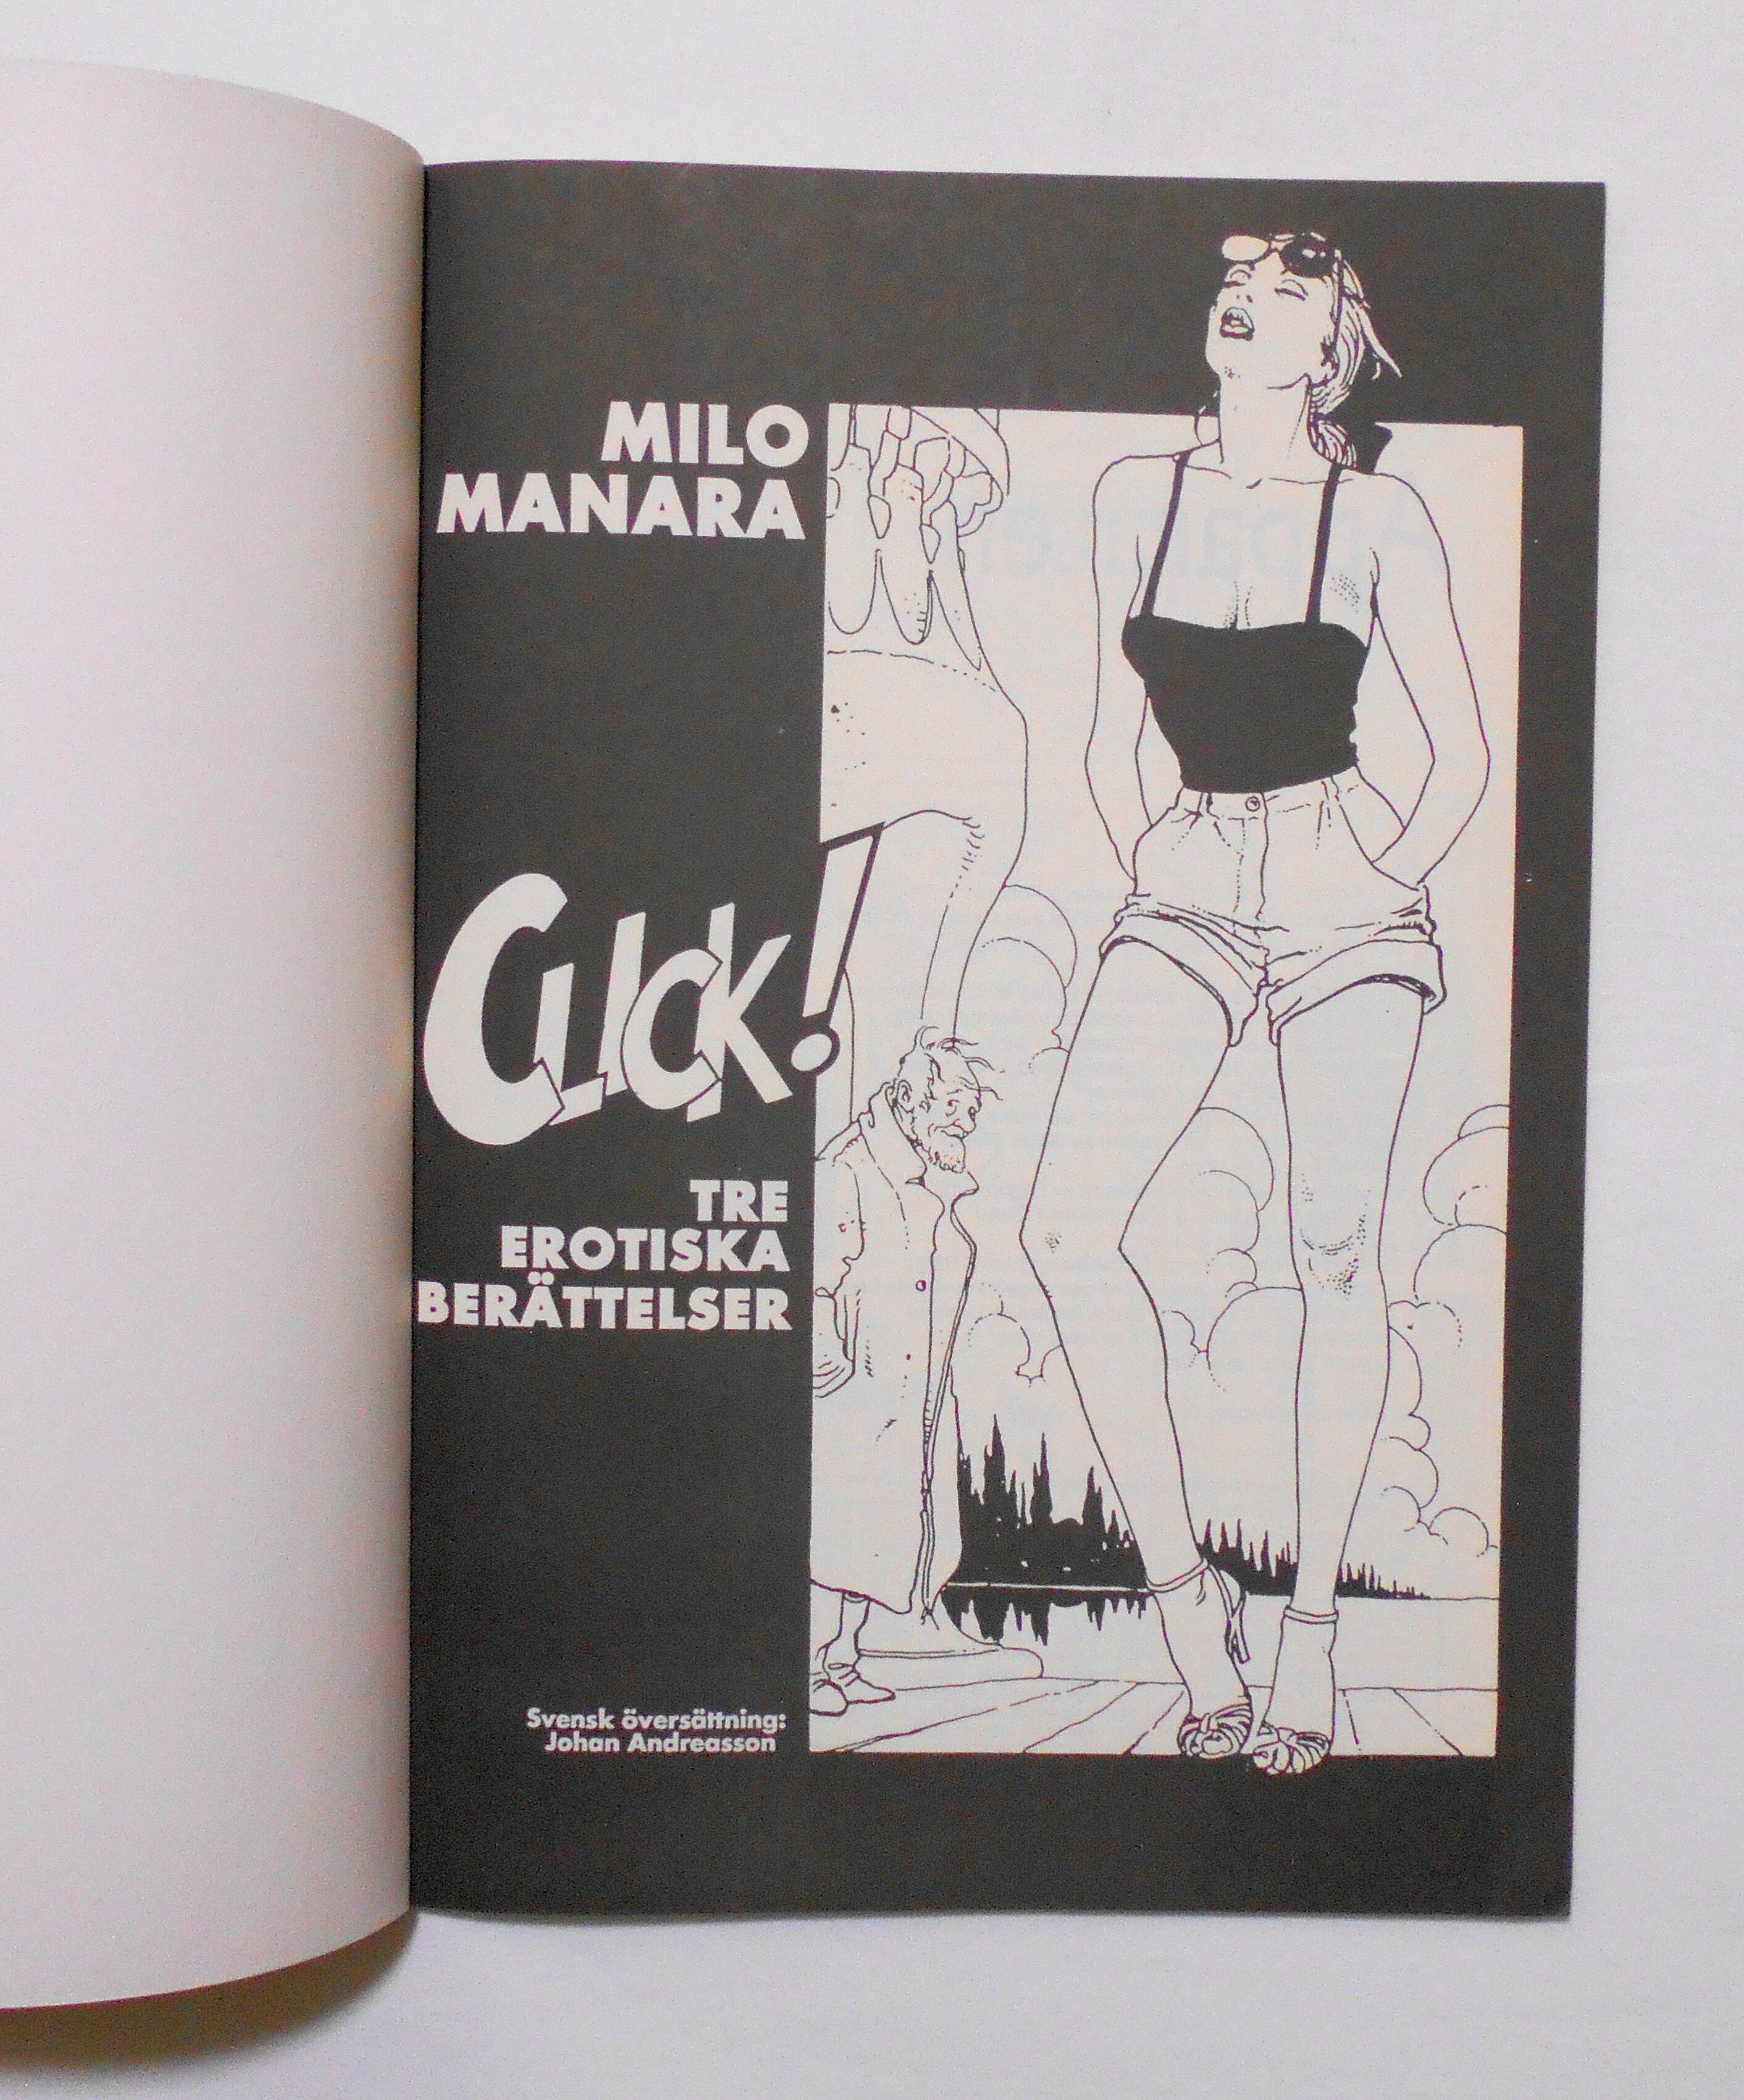 MILO
MANARA
CLICK!
TRE
EROTISKA
BERÄTTELSER
Svensk översättning:
Johan Andreasson